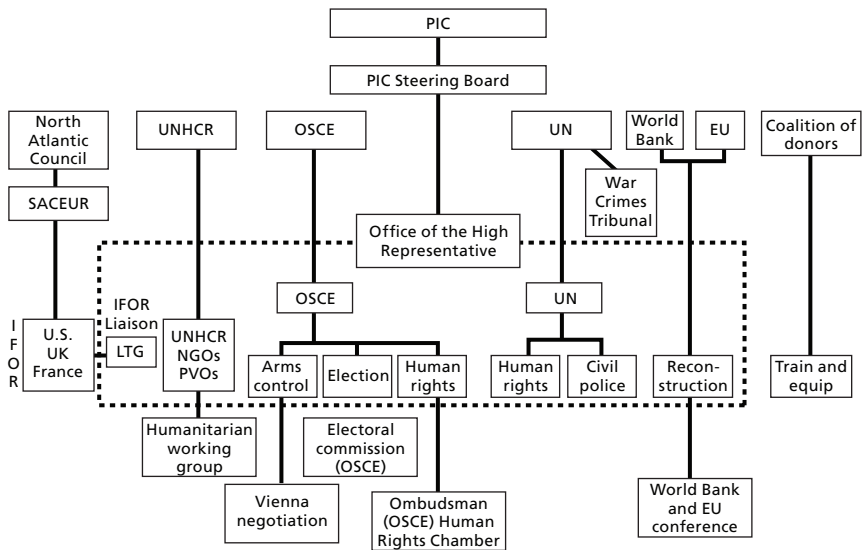 PIC
PIC Steering Board
North
Atlantic
Council
UNHCR
OSCE
UN
World
Bank
EU
Coalition of
donors
War
Crimes
Tribunal
SACEUR
Office of the High
Representative
IFOR
U.S.
UK
France
IFOR
Liaison
LTG
UNHCR
NGOs
PVOs
OSCE
UN
Arms
control
Election
Human
rights
Human
rights
Civil
police
Recon-
struction
Train and
equip
Humanitarian
working
group
Electoral
commission
(OSCE)
Vienna
negotiation
Ombudsman
(OSCE) Human
Rights Chamber
World Bank
and EU
conference